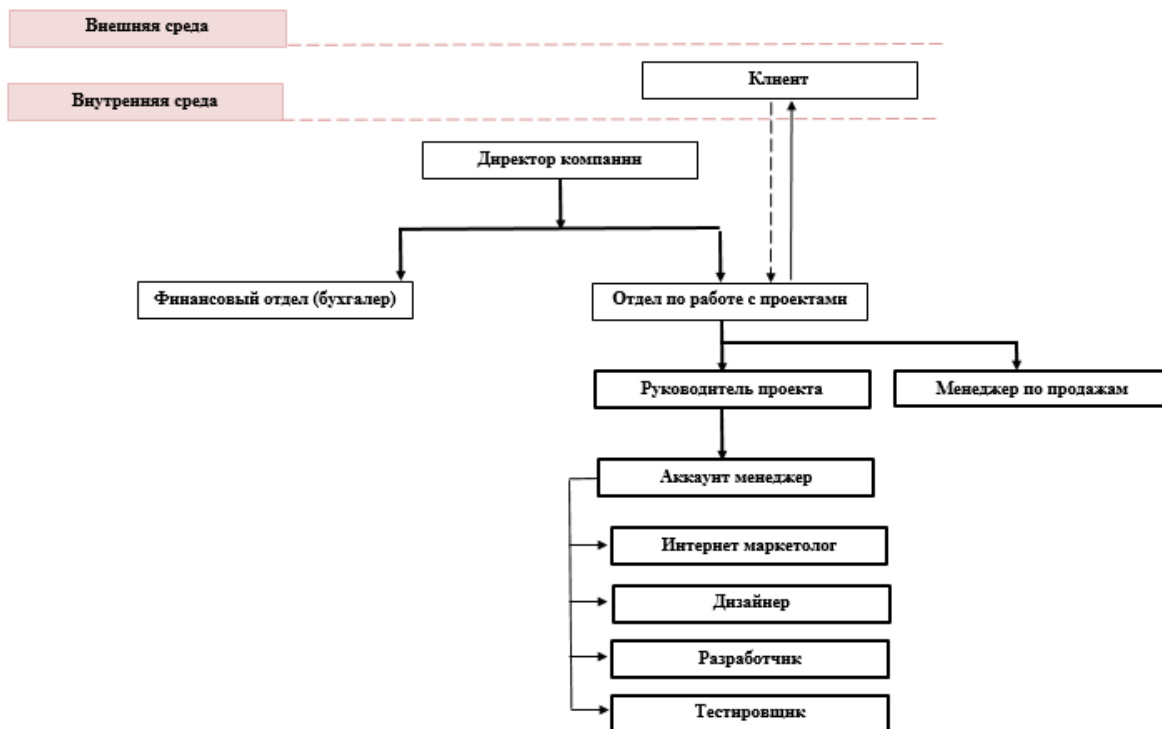 Внешняя среда
Клиент
Внутренняя среда
Директор компании
Финансовый отдел (бухгалер)
Отдел по работе с проектами
Руководитель проекта
Менеджер по продажам
Аккаунт менеджер
Интернет маркетолог
Дизайнер
Разработчик
Тестировщик